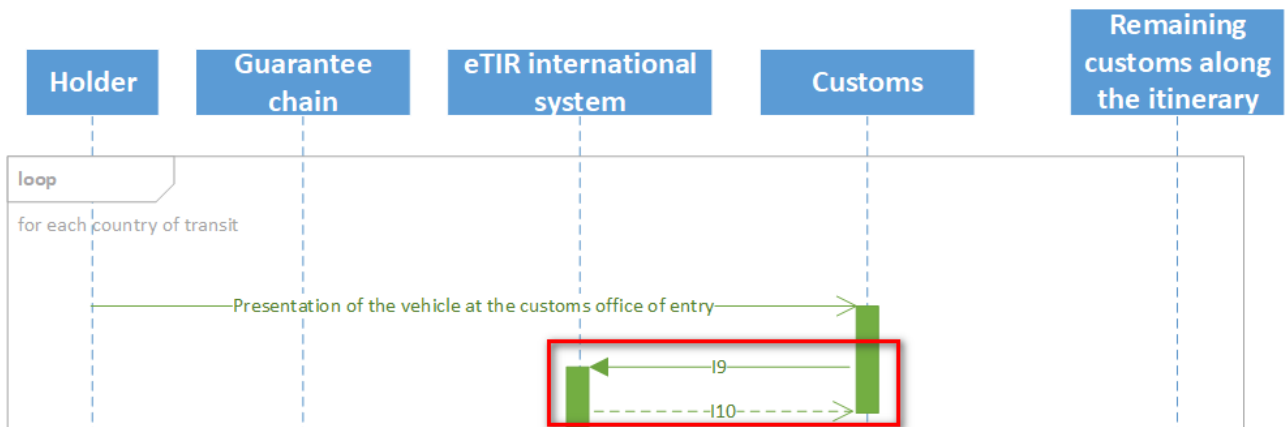 Holder
Guarantee
chain
eTIR international
system
Customs
Remaining
customs along
the itinerary
loop
for each country of transit
Presentation of the vehicle at the customs office of entry
I9
I10